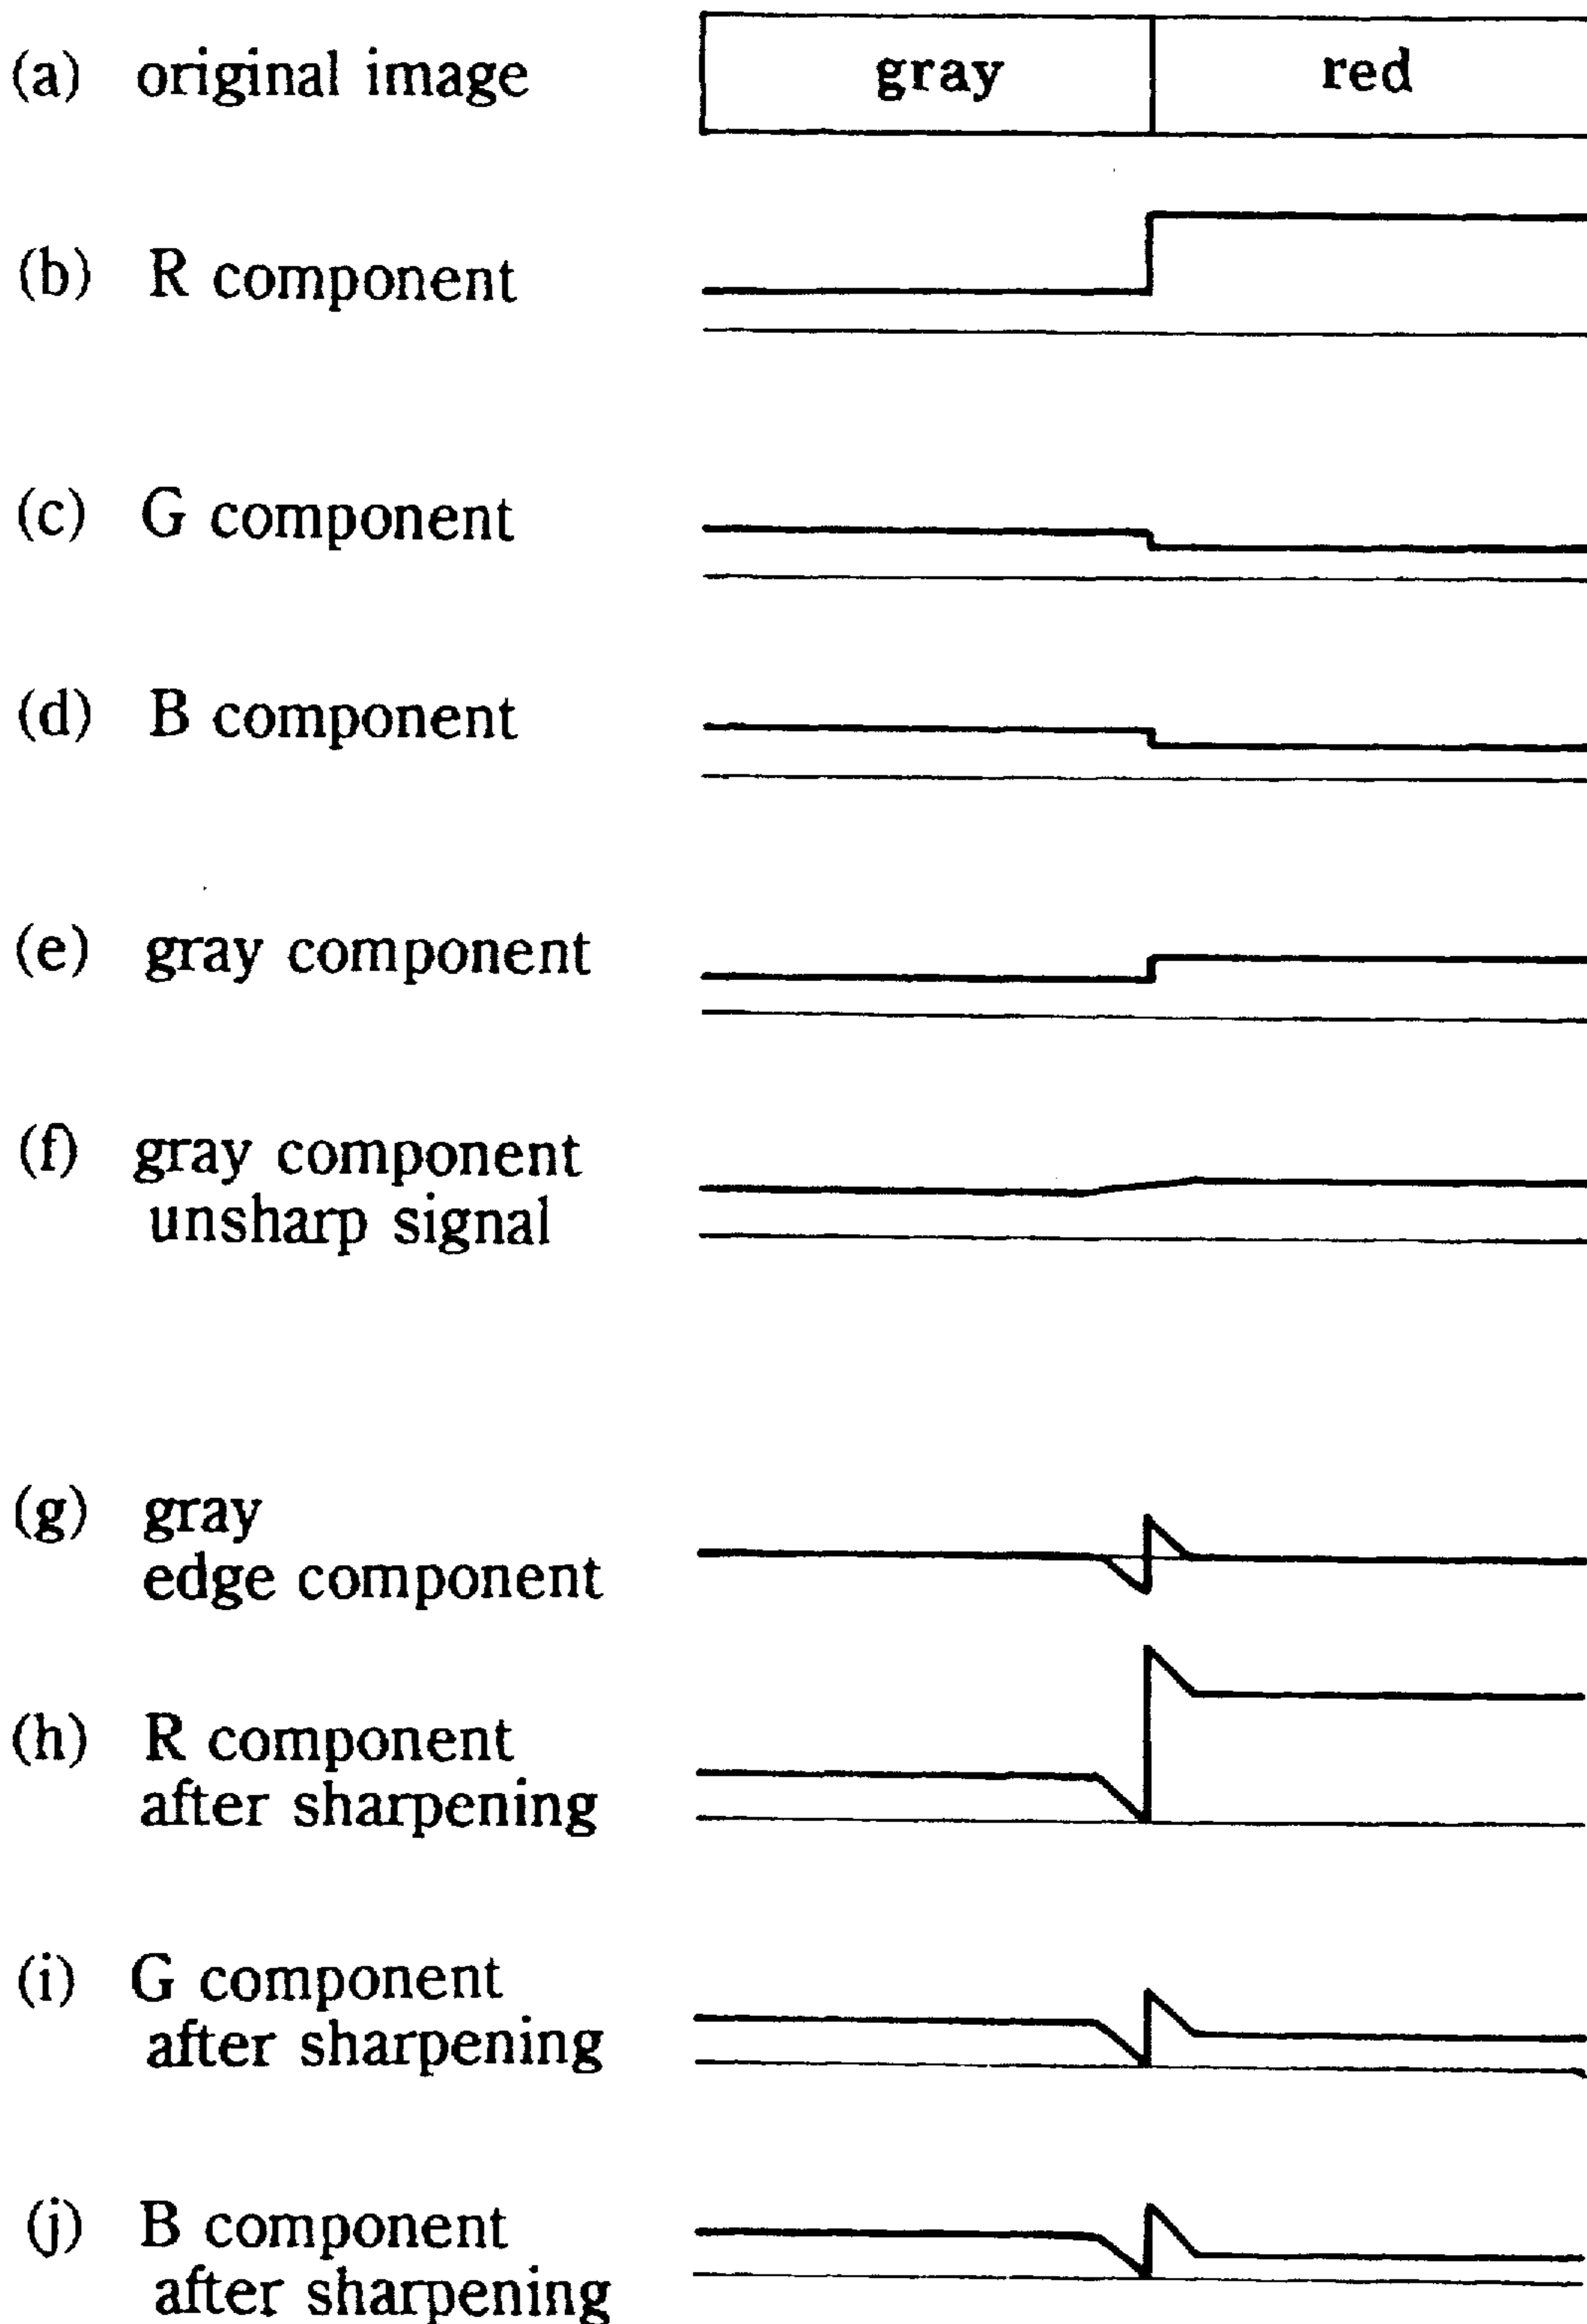 (a) original image
gray
red
(b) R component
(c) G component
(d) B component
(e) gray component
(f) gray component
unsharp signal
(g) gray
edge component
(h) R component
after sharpening
(i) G component
after sharpening
(j) B component
after sharpening